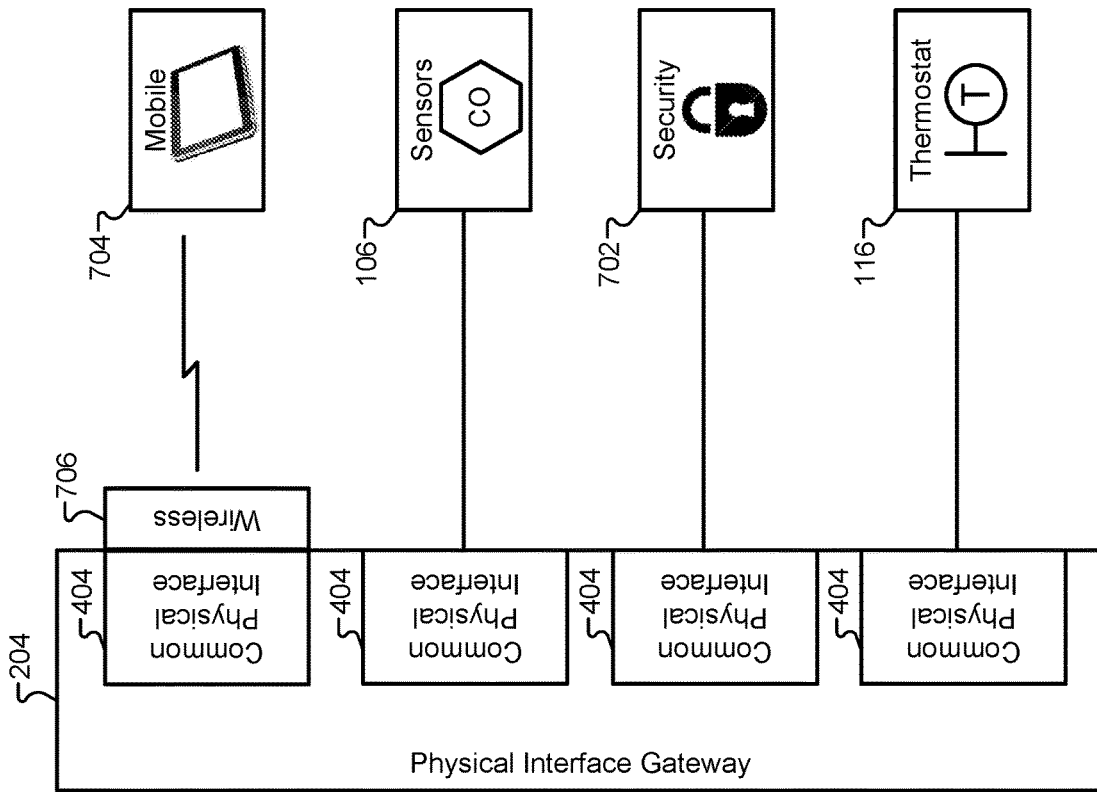 Mobile
704
Sensors
CO
106
Security
702
Thermostat
T
116
706
Wireless
404
Common
Physical
Interface
404
Common
Physical
Interface
404
Common
Physical
Interface
404
Common
Physical
Interface
204
Physical Interface Gateway